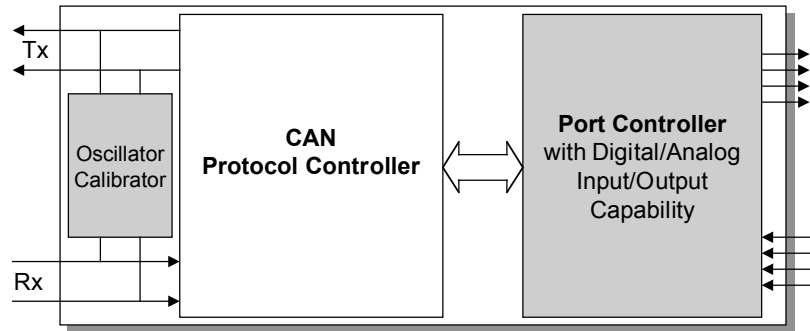 Tx
Oscillator
Calibrator
Rx
CAN
Protocol Controller
Port Controller
with Digital/Analog
Input/Output
Capability